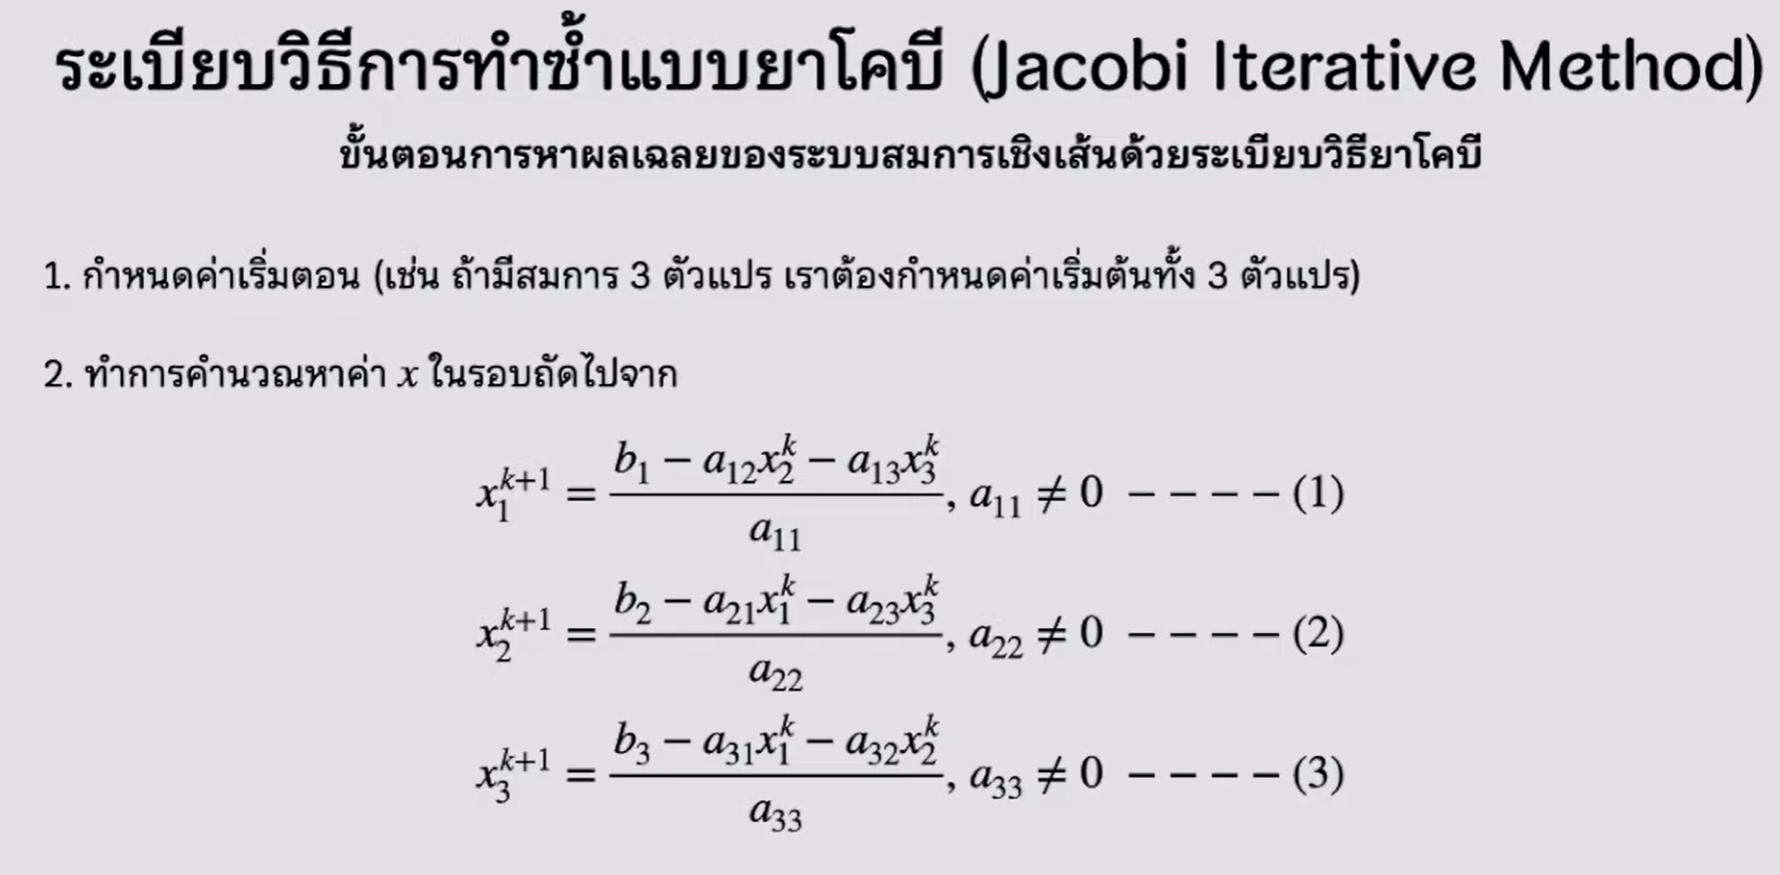 ระเบียบวิธีการทำซ้ำแบบยาโคบี (Jacobi Iterative Method)
ขั้นตอนการหาผลเฉลยของระบบสมการเชิงเส้นด้วยระเบียบวิธียาโคบี
1. กำหนดค่าเริ่มตอน (เช่น ถ้ามีสมการ 3 ตัวแปร เราต้องกำหนดค่าเริ่มต้นทั้ง 3 ตัวแปร)
2. ทำการคำนวณหาค่า x ในรอบถัดไปจาก
$x_1^{k+1} = \frac{b_1 - a_{12}x_2^k - a_{13}x_3^k}{a_{11}}, a_{11} \neq 0 ----(1)$
$x_2^{k+1} = \frac{b_2 - a_{21}x_1^k - a_{23}x_3^k}{a_{22}}, a_{22} \neq 0 ----(2)$
$x_3^{k+1} = \frac{b_3 - a_{31}x_1^k - a_{32}x_2^k}{a_{33}}, a_{33} \neq 0 ----(3)$